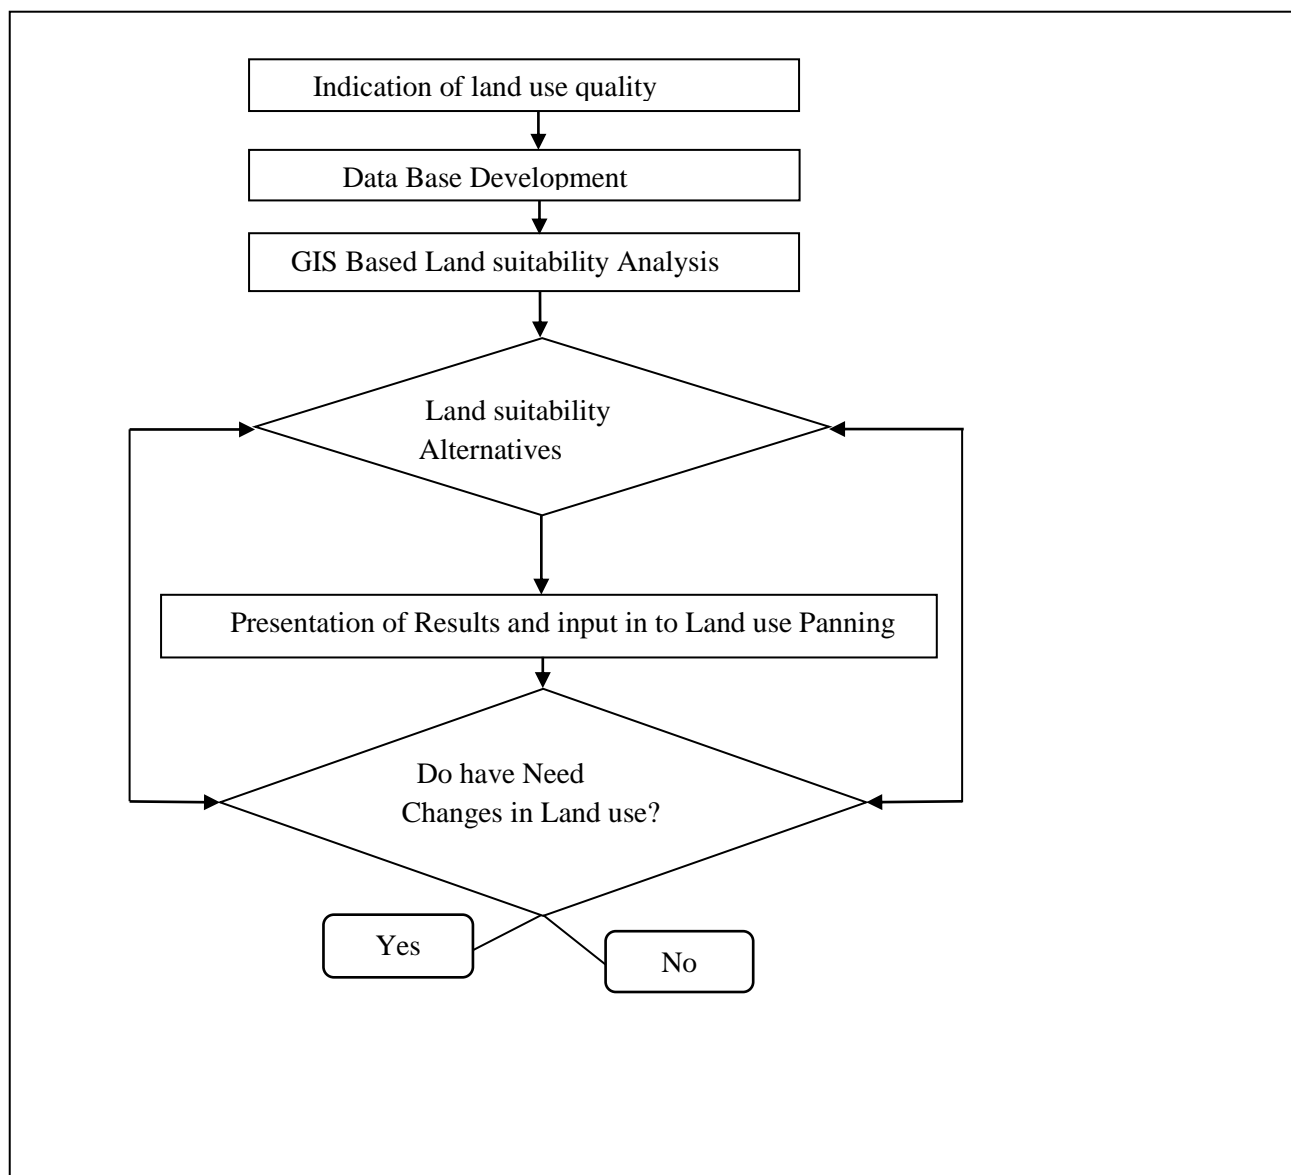 Indication of land use quality
Data Base Development
GIS Based Land suitability Analysis
Land suitability
Alternatives
Presentation of Results and input in to Land use Panning
Do have Need
Changes in Land use?
Yes
No